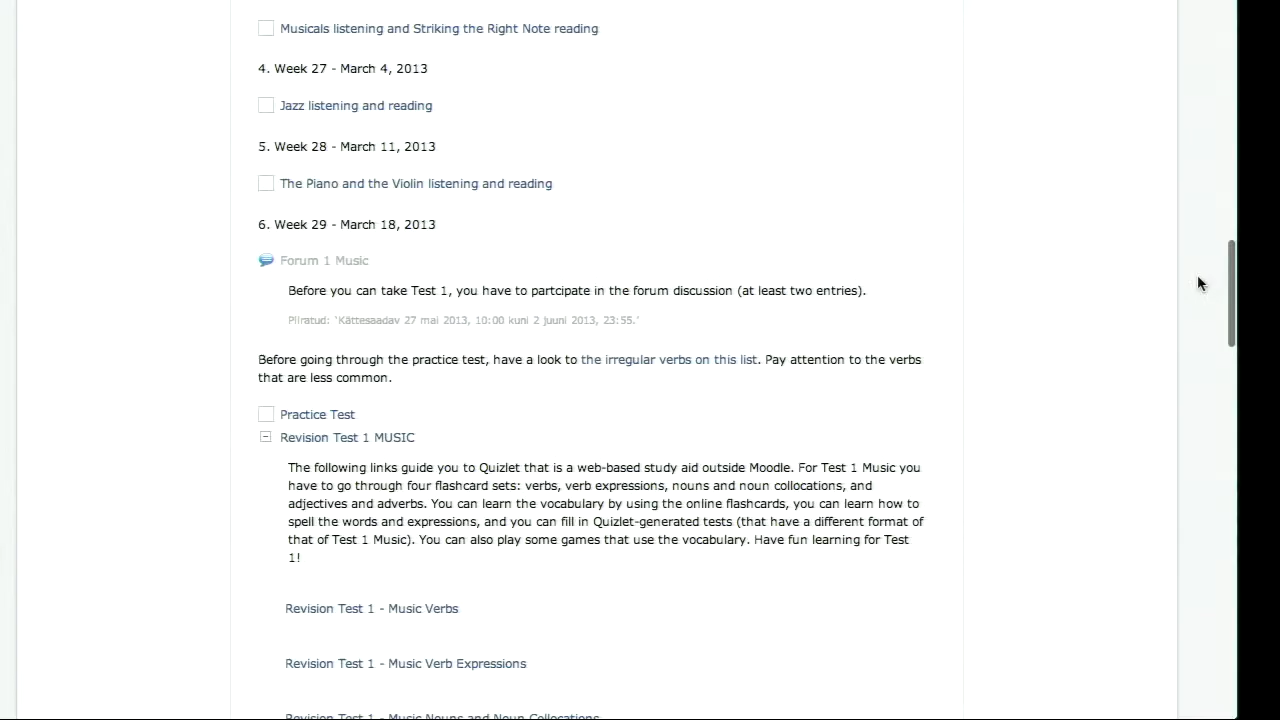 Musicals listening and Striking the Right Note reading
4. Week 27 - March 4, 2013
Jazz listening and reading
5. Week 28 - March 11, 2013
The Piano and the Violin listening and reading
6. Week 29 - March 18, 2013
Forum 1 Music
Before you can take Test 1, you have to partcipate in the forum discussion (at least two entries).
Piiratud: 'Kättesaadav 27 mai 2013, 10:00 kuni 2 juuni 2013, 23:55.'
Before going through the practice test, have a look to the irregular verbs on this list. Pay attention to the verbs
that are less common.
Practice Test
Revision Test 1 MUSIC
The following links guide you to Quizlet that is a web-based study aid outside Moodle. For Test 1 Music you
have to go through four flashcard sets: verbs, verb expressions, nouns and noun collocations, and
adjectives and adverbs. You can learn the vocabulary by using the online flashcards, you can learn how to
spell the words and expressions, and you can fill in Quizlet-generated tests (that have a different format of
that of Test 1 Music). You can also play some games that use the vocabulary. Have fun learning for Test
1!
Revision Test 1 - Music Verbs
Revision Test 1 - Music Verb Expressions
Revision Test 1 - Music Nouns and Noun Collocations